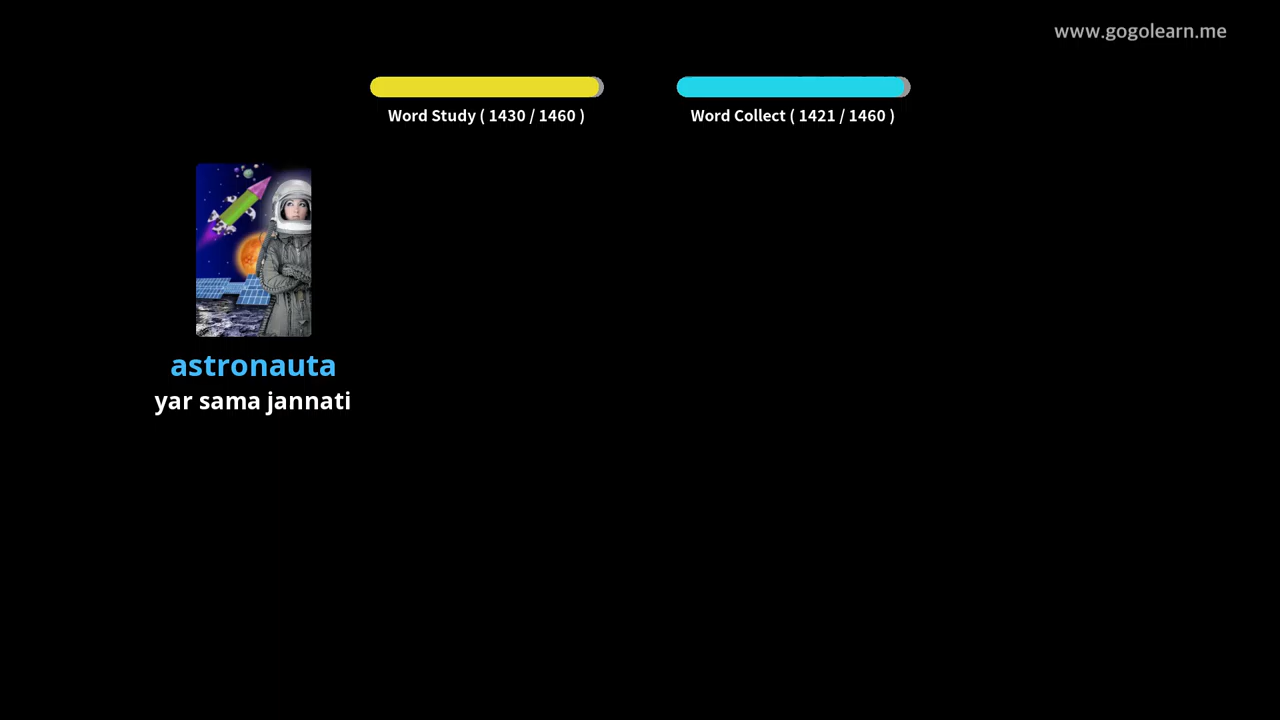 www.gogolearn.me
Word Study ( 1430 / 1460 )
Word Collect ( 1421 / 1460 )
astronauta
yar sama jannati